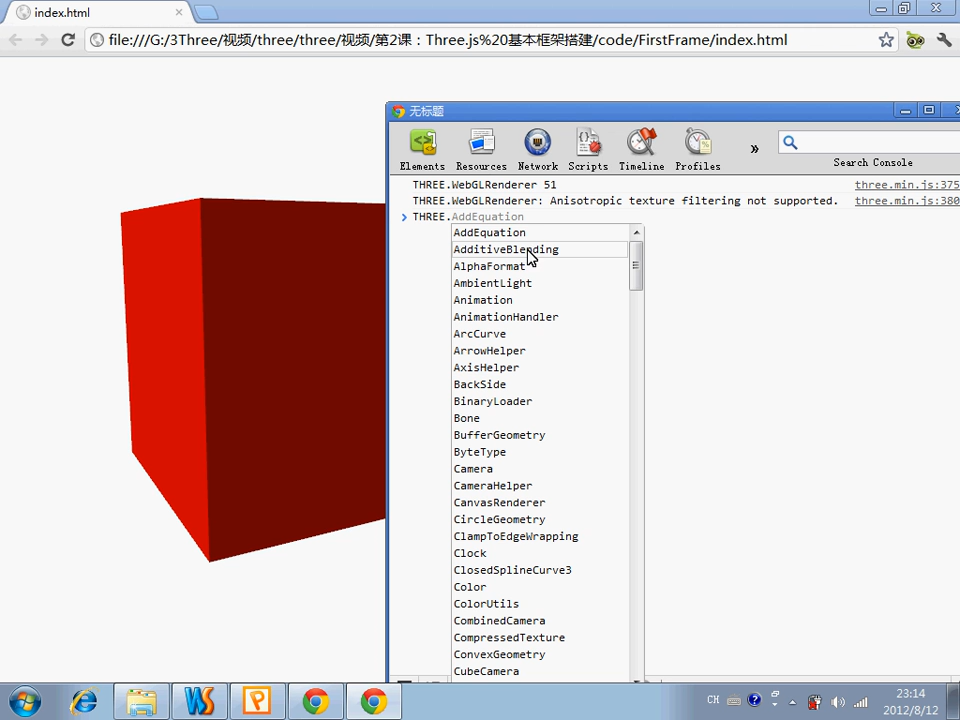 index.html
file:///G:/3Three/视频/three/three/视频/第2课：Three.js%20基本框架搭建/code/FirstFrame/index.html
无标题
Elements Resources Network Scripts Timeline Profiles »
Search Console
THREE.WebGLRenderer 51 three.min.js:375
THREE.WebGLRenderer: Anisotropic texture filtering not supported. three.min.js:380
THREE.AddEquation
AddEquation
AdditiveBlending
AlphaFormat
AmbientLight
Animation
AnimationHandler
ArcCurve
ArrowHelper
AxisHelper
BackSide
BinaryLoader
Bone
BufferGeometry
ByteType
Camera
CameraHelper
CanvasRenderer
CircleGeometry
ClampToEdgeWrapping
Clock
ClosedSplineCurve3
Color
ColorUtils
CombinedCamera
CompressedTexture
ConvexGeometry
CubeCamera
CH
23:14
2012/8/12